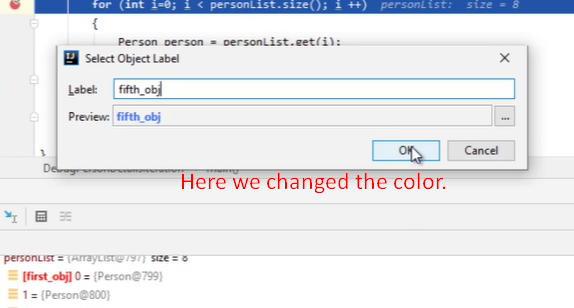 for (int i=0; i < personList.size(); i ++) personList: size = 8
{
Person person = personList.get(i);
Select Object Label
Label: fifth_obj
Preview: fifth_obj ...
OK Cancel
}
main()
Here we changed the color.
personList = {ArrayList@797} size = 8
[first_obj] 0 = {Person@799}
1 = {Person@800}